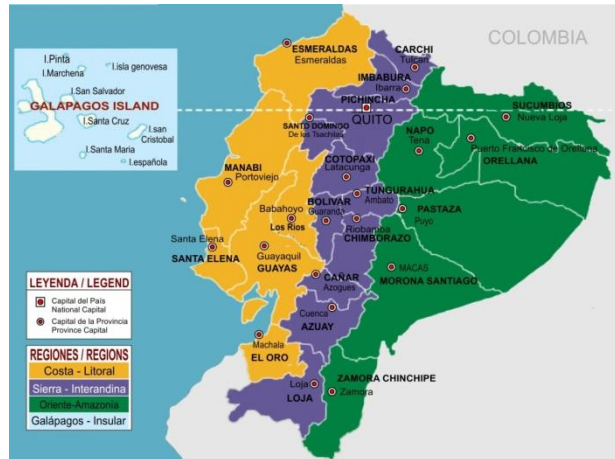 COLOMBIA
I.Pinta
I.Marchena
I.isla genovesa
I.San Salvador
GALAPAGOS ISLAND
I.Santa Cruz
I.san
Cristobal
I.Santa Maria
I.española
ESMERALDAS
Esmeraldas
CARCHI
Tulcan
IMBABURA
Ibarra
PICHINCHA
QUITO
SUCUMBIOS
Nueva Loja
SANTO DOMINGO
De los Tsachilas
NAPO
Tena
Puerto Francisco de Orellana
ORELLANA
COTOPAXI
Latacunga
MANABI
Portoviejo
TUNGURAHUA
Ambato
BOLIVAR
Guaranda
PASTAZA
Puyo
Babahoyo
Los Rios
Riobamba
CHIMBORAZO
Santa Elena
SANTA ELENA
Guayaquil
GUAYAS
MACAS
MORONA SANTIAGO
CAÑAR
Azogues
Cuenca
AZUAY
Machala
EL ORO
Loja
LOJA
ZAMORA CHINCHIPE
Zamora
LEYENDA / LEGEND
Capital del País
National Capital
Capital de la Provincia
Province Capital
REGIONES / REGIONS
Costa - Litoral
Sierra - Interandina
Oriente-Amazonía
Galápagos - Insular